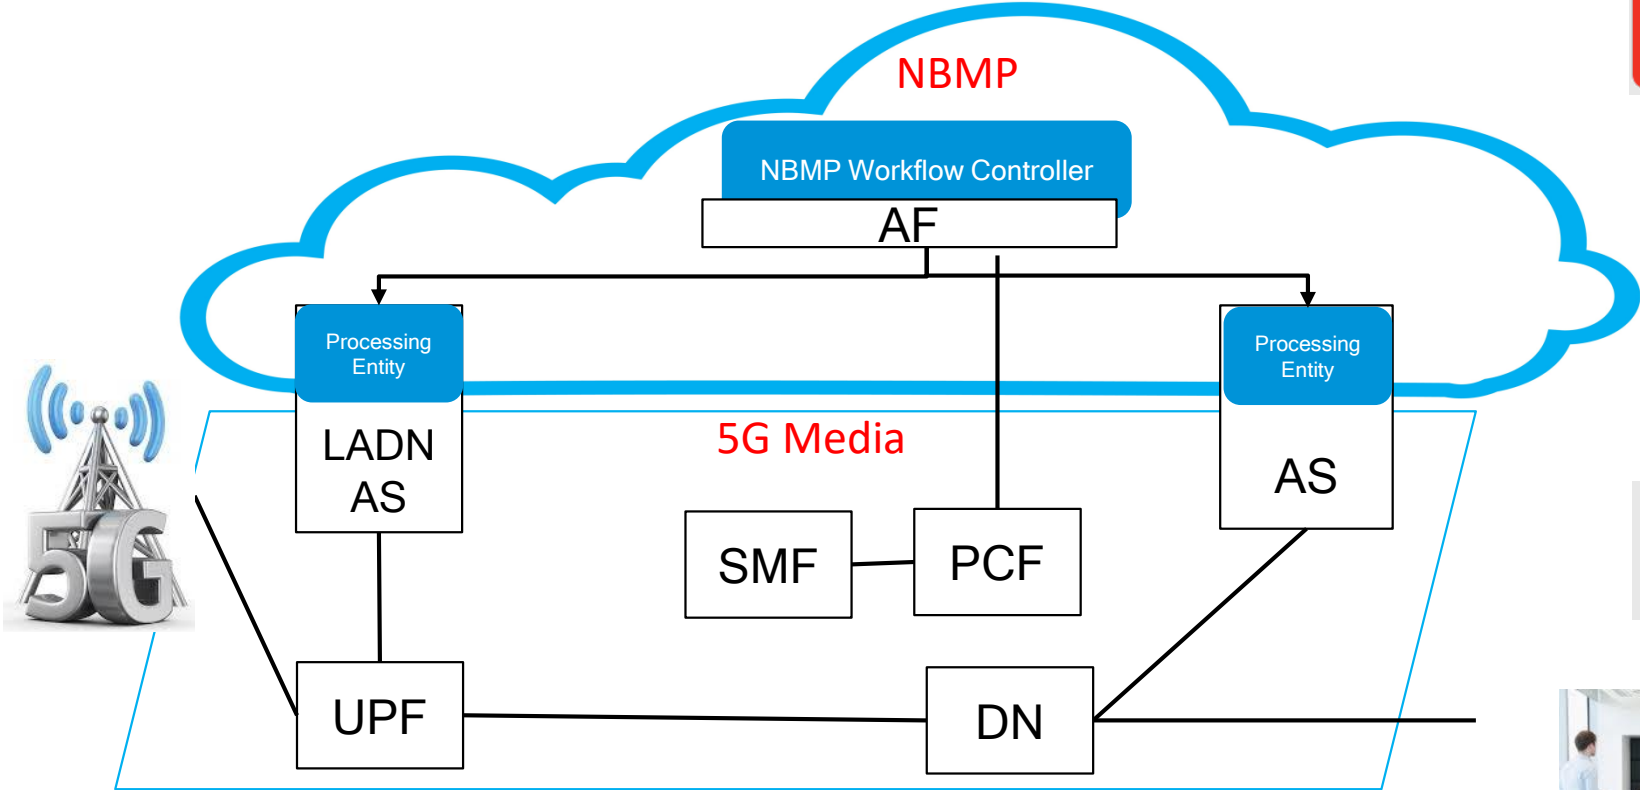 NBMP
NBMP Workflow Controller
AF
Processing
Entity
Processing
Entity
5G Media
LADN
AS
AS
SMF
PCF
5G
UPF
DN